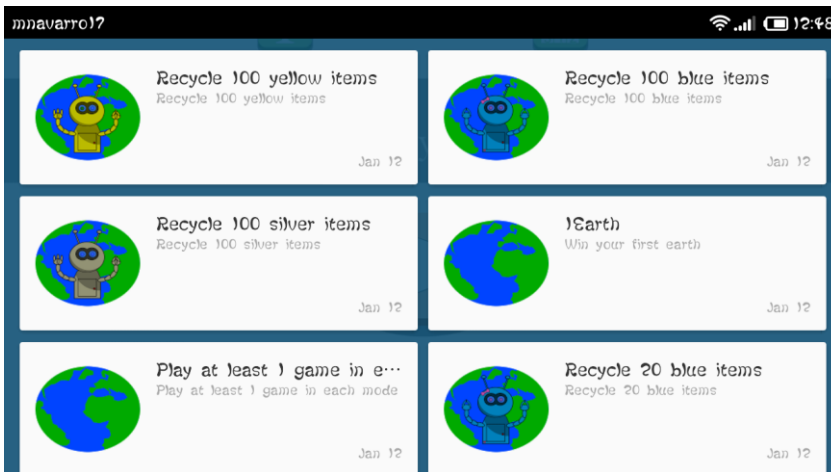 mnavarro12
12:48
Recycle 100 yellow items
Recycle 100 yellow items
Jan 12
Recycle 100 blue items
Recycle 100 blue items
Jan 12
Recycle 100 silver items
Recycle 100 silver items
Jan 12
1Earth
Win your first earth
Jan 12
Play at least 1 game in e···
Play at least 1 game in each mode
Jan 12
Recycle 20 blue items
Recycle 20 blue items
Jan 12